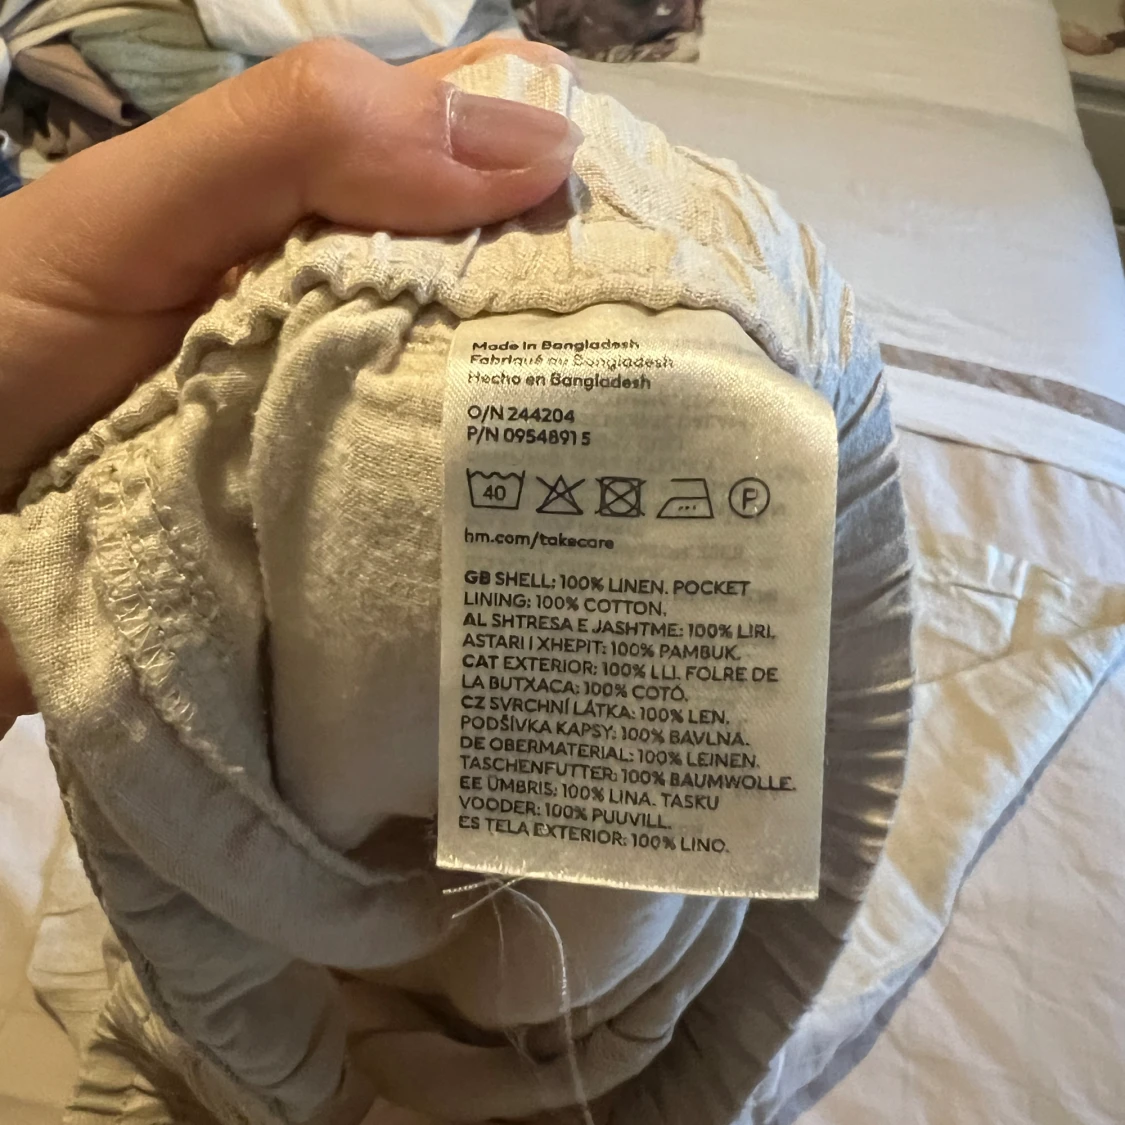 Made in Bangladesh
Fabriqué au Bangladesh
Hecho en Bangladesh
O/N 244204
P/N 09548915
40
P
hm.com/takecare
GB SHELL: 100% LINEN. POCKET
LINING: 100% COTTON.
AL SHTRESA E JASHTME: 100% LIRI.
ASTARI I XHEPIT: 100% PAMBUK.
CAT EXTERIOR: 100% LLI. FOLRE DE
LA BUTXACA: 100% COTÓ.
CZ SVRCHNÍ LÁTKA: 100% LEN.
PODŠÍVKA KAPSY: 100% BAVLNA.
DE OBERMATERIAL: 100% LEINEN.
TASCHENFUTTER: 100% BAUMWOLLE.
EE ÜMBRIS: 100% LINA. TASKU
VOODER: 100% PUUVILL.
ES TELA EXTERIOR: 100% LINO.